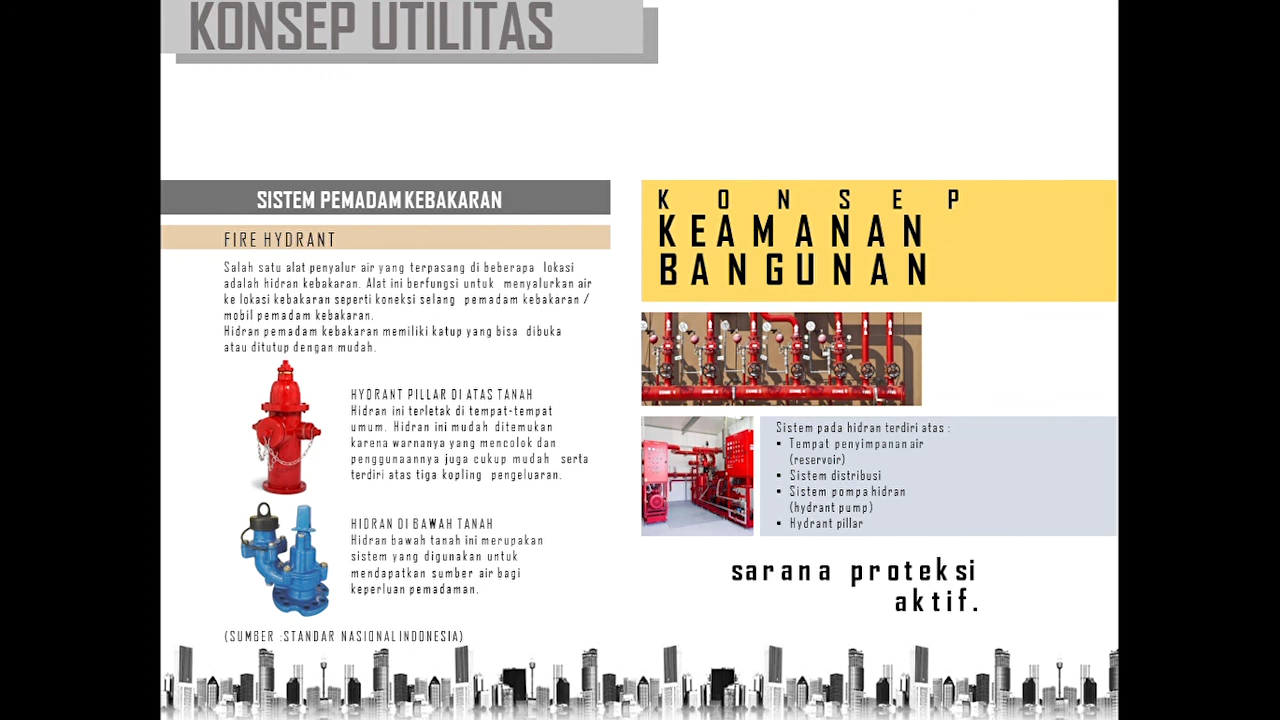 KONSEP UTILITAS
SISTEM PEMADAM KEBAKARAN
FIRE HYDRANT
Salah satu alat penyalur air yang terpasang di beberapa lokasi
adalah hidran kebakaran. Alat ini berfungsi untuk menyalurkan air
ke lokasi kebakaran seperti koneksi selang pemadam kebakaran /
mobil pemadam kebakaran.
Hidran pemadam kebakaran memiliki katup yang bisa dibuka
atau ditutup dengan mudah.
HYDRANT PILLAR DI ATAS TANAH
Hidran ini terletak di tempat-tempat
umum. Hidran ini mudah ditemukan
karena warnanya yang mencolok dan
penggunaannya juga cukup mudah serta
terdiri atas tiga kopling pengeluaran.
HIDRAN DI BAWAH TANAH
Hidran bawah tanah ini merupakan
sistem yang digunakan untuk
mendapatkan sumber air bagi
keperluan pemadaman.
(SUMBER :STANDAR NASIONAL INDONESIA)
KONSEP
KEAMANAN
BANGUNAN
Sistem pada hidran terdiri atas :
▪ Tempat penyimpanan air
(reservoir)
▪ Sistem distribusi
▪ Sistem pompa hidran
(hydrant pump)
▪ Hydrant pillar
sarana proteksi
aktif.